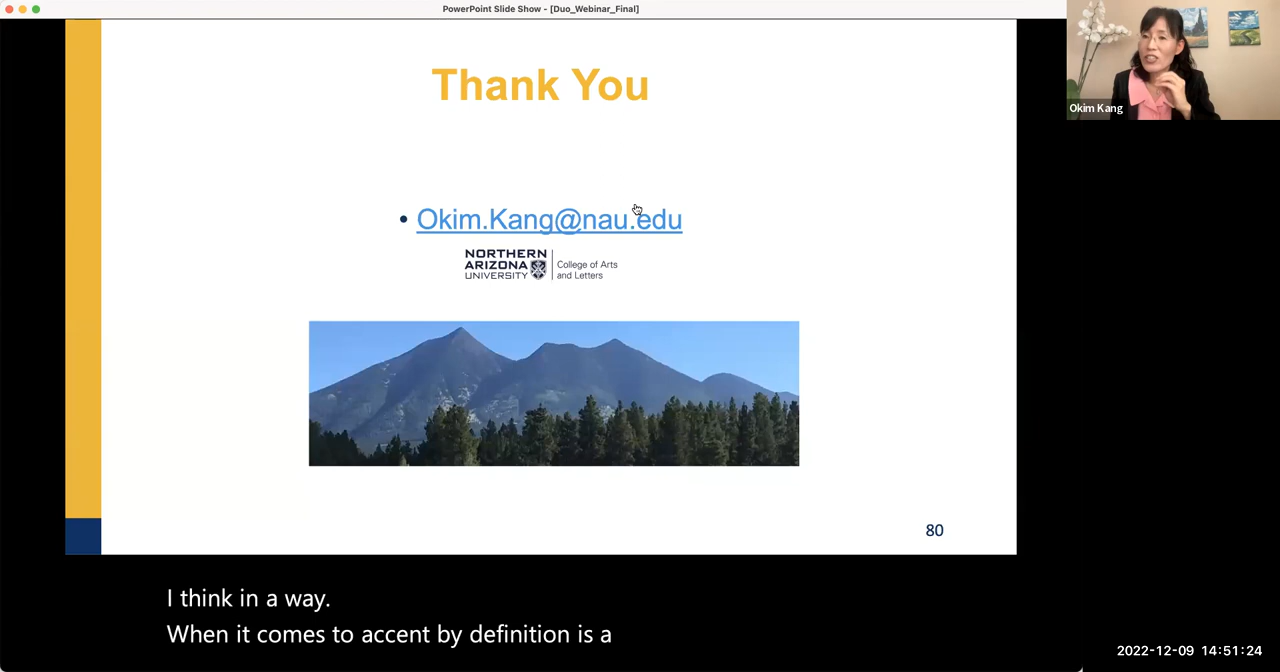 PowerPoint Slide Show - [Duo_Webinar_Final]
Okim Kang
Thank You
• Okim.Kang@nau.edu
NORTHERN
ARIZONA
UNIVERSITY
College of Arts
and Letters
80
I think in a way.
When it comes to accent by definition is a
2022-12-09 14:51:24